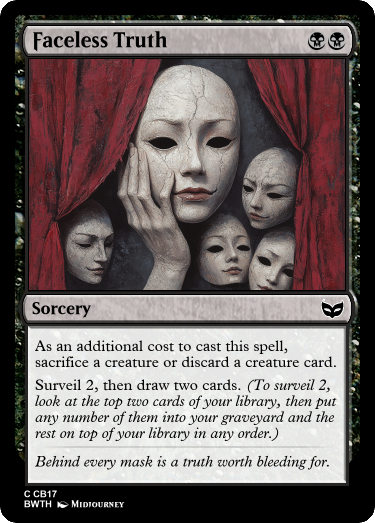 Faceless Truth
Sorcery
As an additional cost to cast this spell,
sacrifice a creature or discard a creature card.
Surveil 2, then draw two cards. (To surveil 2,
look at the top two cards of your library, then put
any number of them into your graveyard and the
rest on top of your library in any order.)
Behind every mask is a truth worth bleeding for.
C CB17
BWTH Midjourney